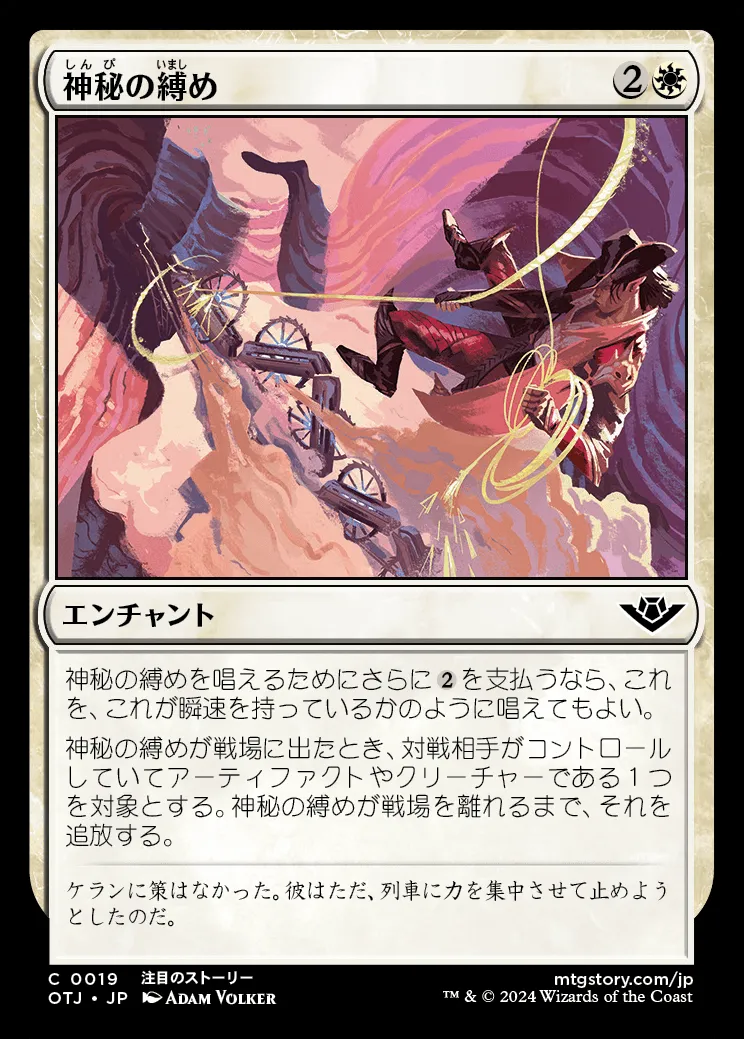 しんぴ いまし
神秘の縛め 2
エンチャント
神秘の縛めを唱えるためにさらに2を支払うなら、これ
を、これが瞬速を持っているかのように唱えてもよい。
神秘の縛めが戦場に出たとき、対戦相手がコントロール
していてアーティファクトやクリーチャーである1つ
を対象とする。神秘の縛めが戦場を離れるまで、それを
追放する。
ケランに策はなかった。彼はただ、列車に力を集中させて止めよう
としたのだ。
C 0019 注目のストーリー mtgstory.com/jp
OTJ • JP ADAM VOLKER ™ & © 2024 Wizards of the Coast